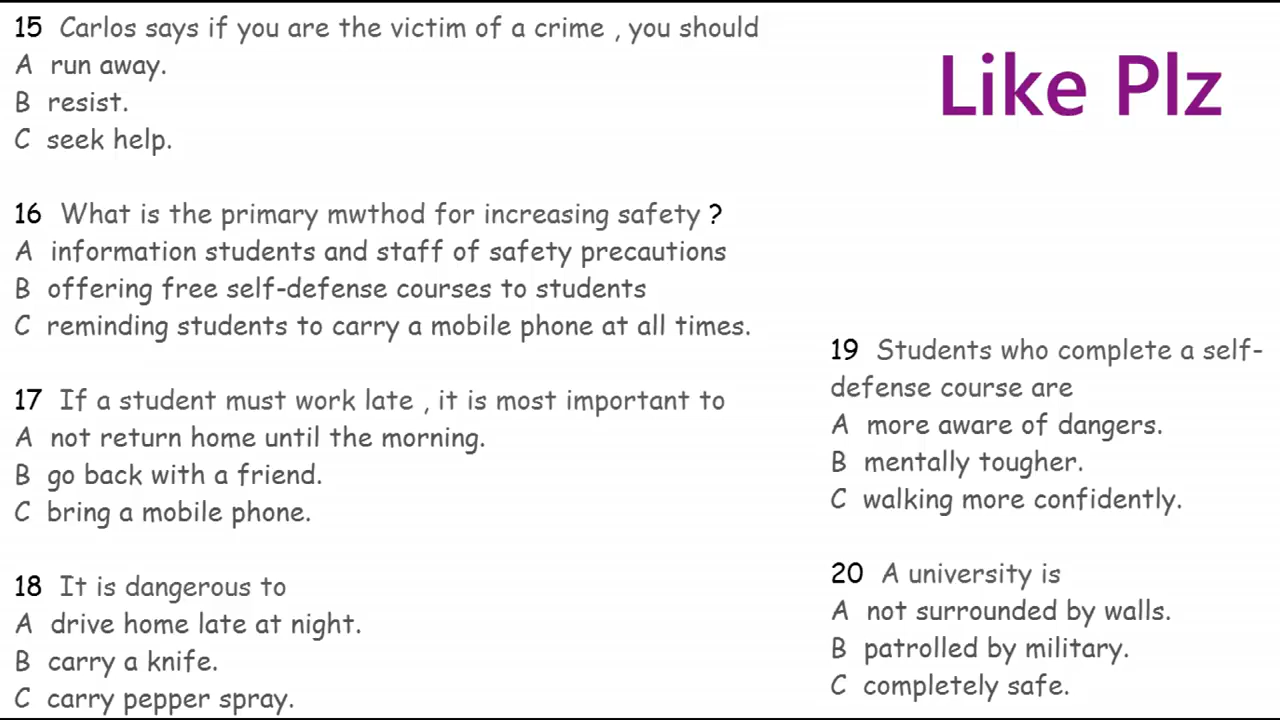 15 Carlos says if you are the victim of a crime , you should
A run away.
B resist.
C seek help.
16 What is the primary mwthod for increasing safety ?
A information students and staff of safety precautions
B offering free self-defense courses to students
C reminding students to carry a mobile phone at all times.
17 If a student must work late , it is most important to
A not return home until the morning.
B go back with a friend.
C bring a mobile phone.
18 It is dangerous to
A drive home late at night.
B carry a knife.
C carry pepper spray.
Like Plz
19 Students who complete a self-
defense course are
A more aware of dangers.
B mentally tougher.
C walking more confidently.
20 A university is
A not surrounded by walls.
B patrolled by military.
C completely safe.